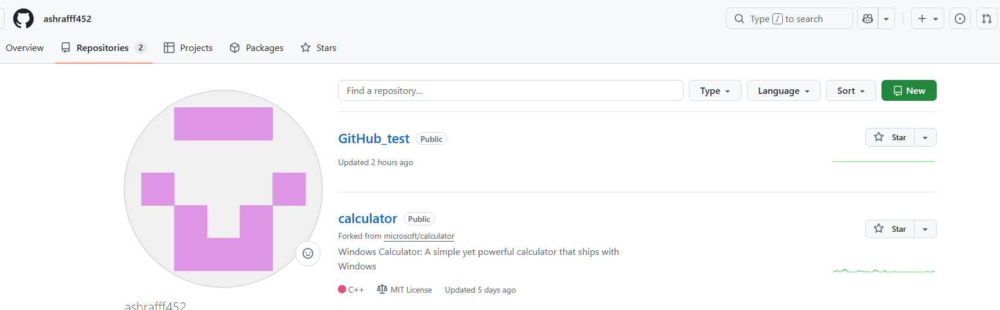 ashrafff452
Type / to search
Overview Repositories 2 Projects Packages Stars
Find a repository...
Type Language Sort New
GitHub_test Public
Star
Updated 2 hours ago
calculator Public
Star
Forked from microsoft/calculator
Windows Calculator: A simple yet powerful calculator that ships with
Windows
C++ MIT License Updated 5 days ago
ashrafff452